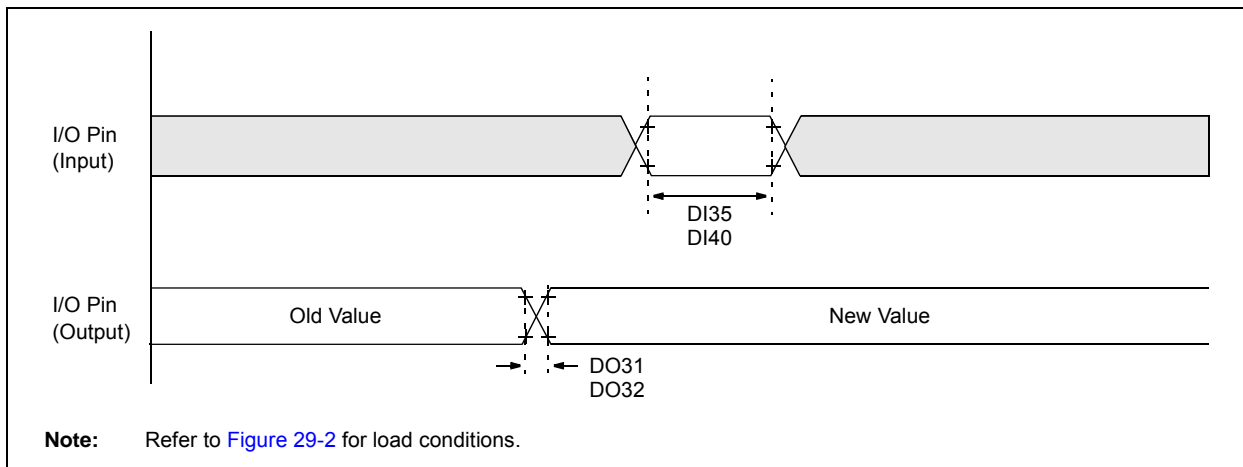 I/O Pin
(Input)
DI35
DI40
I/O Pin
(Output)
Old Value
New Value
DO31
DO32
Note: Refer to Figure 29-2 for load conditions.